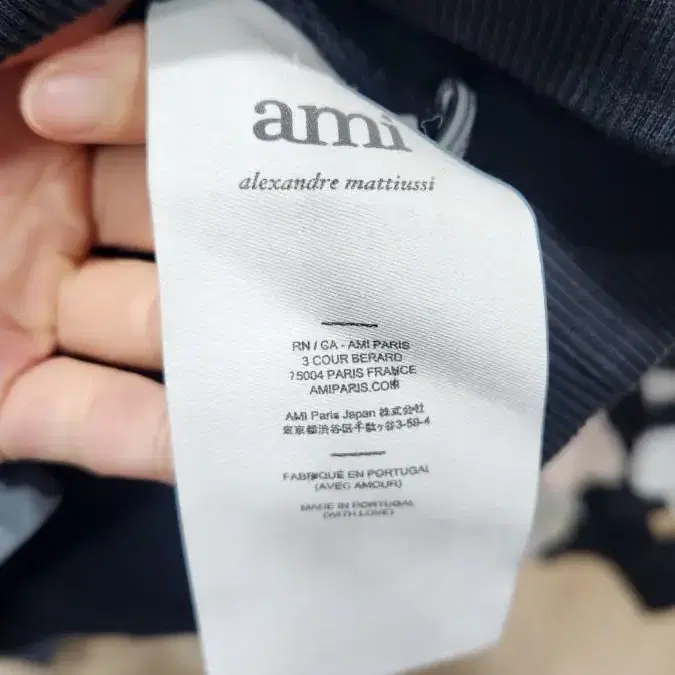 ami
alexandre mattiussi
RN / CA - AMI PARIS
3 COUR BERARD
75004 PARIS FRANCE
AMIPARIS.COM
AMI Paris Japan 株式会社
東京都渋谷区千駄ヶ谷3-59-4
FABRIQUÉ EN PORTUGAL
(AVEC AMOUR)
MADE IN PORTUGAL
(WITH LOVE)